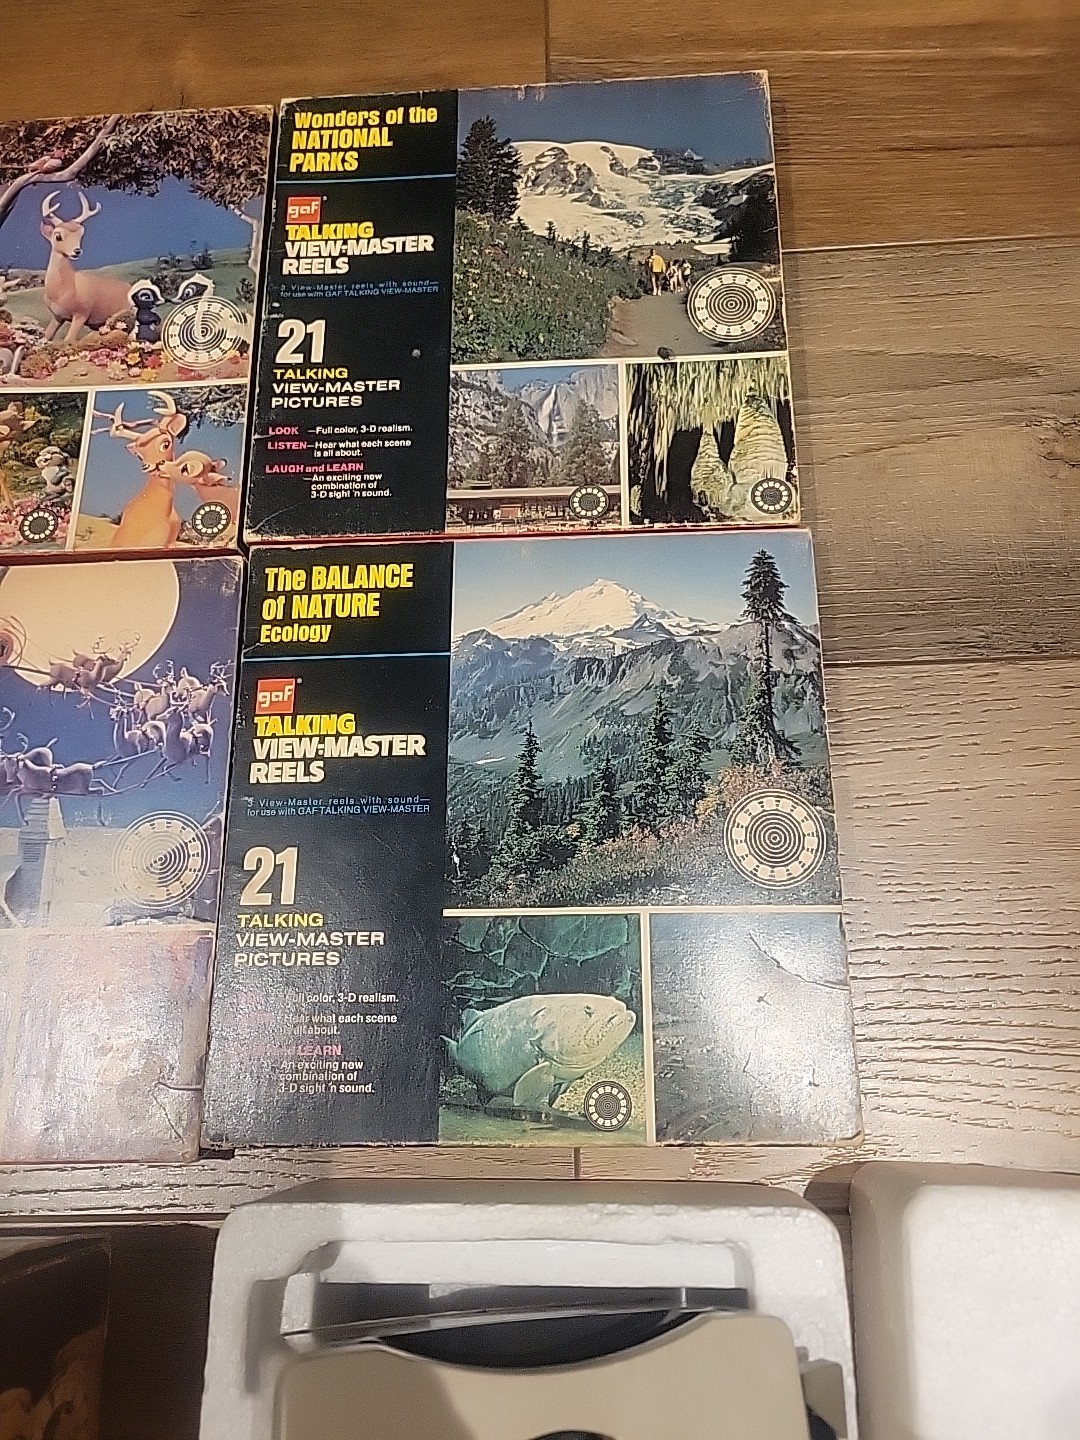 Wonders of the
NATIONAL
PARKS
gaf®
TALKING
VIEW-MASTER
REELS
3 View-Master reels with sound—
for use with GAF TALKING VIEW-MASTER
21
TALKING
VIEW-MASTER
PICTURES
LOOK —Full color, 3-D realism.
LISTEN—Hear what each scene
is all about.
LAUGH and LEARN
—An exciting new
combination of
3-D sight 'n sound.
The BALANCE
of NATURE
Ecology
gaf®
TALKING
VIEW-MASTER
REELS
3 View-Master reels with sound—
for use with GAF TALKING VIEW-MASTER
21
TALKING
VIEW-MASTER
PICTURES
Full color, 3-D realism.
Hear what each scene
is all about.
and LEARN
An exciting new
combination of
3-D sight 'n sound.